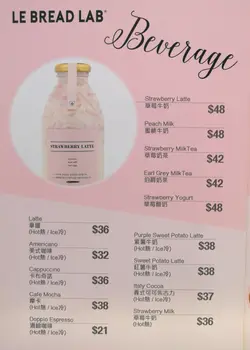 LE BREAD LAB®
Beverage
STRAWBERRY LATTE
Strawberry Latte
草莓牛奶
$48
Peach Milk
蜜桃牛奶
$48
Strawberry MilkTea
草莓奶茶
$42
Earl Grey MilkTea
伯爵奶茶
$42
Strawberry Yogurt
草莓酸奶
$48
Latte
拿鐵
(Hot熱 / Ice冷)
$36
Americano
美式咖啡
(Hot熱 / Ice冷)
$32
Cappuccino
卡布奇諾
(Hot熱 / Ice冷)
$36
Cafe Mocha
摩卡
(Hot熱 / Ice冷)
$38
Doppio Espresso
濃縮咖啡
(Hot熱 / Ice冷)
$21
Purple Sweet Potato Latte
紫薯牛奶
(Hot熱 / Ice冷)
$38
Sweet Potato Latte
紅薯牛奶
(Hot熱 / Ice冷)
$38
Italy Cocoa
義式可可朱古力
(Hot熱 / Ice冷)
$37
Strawberry Milk
草莓牛奶
(Hot熱)
$36